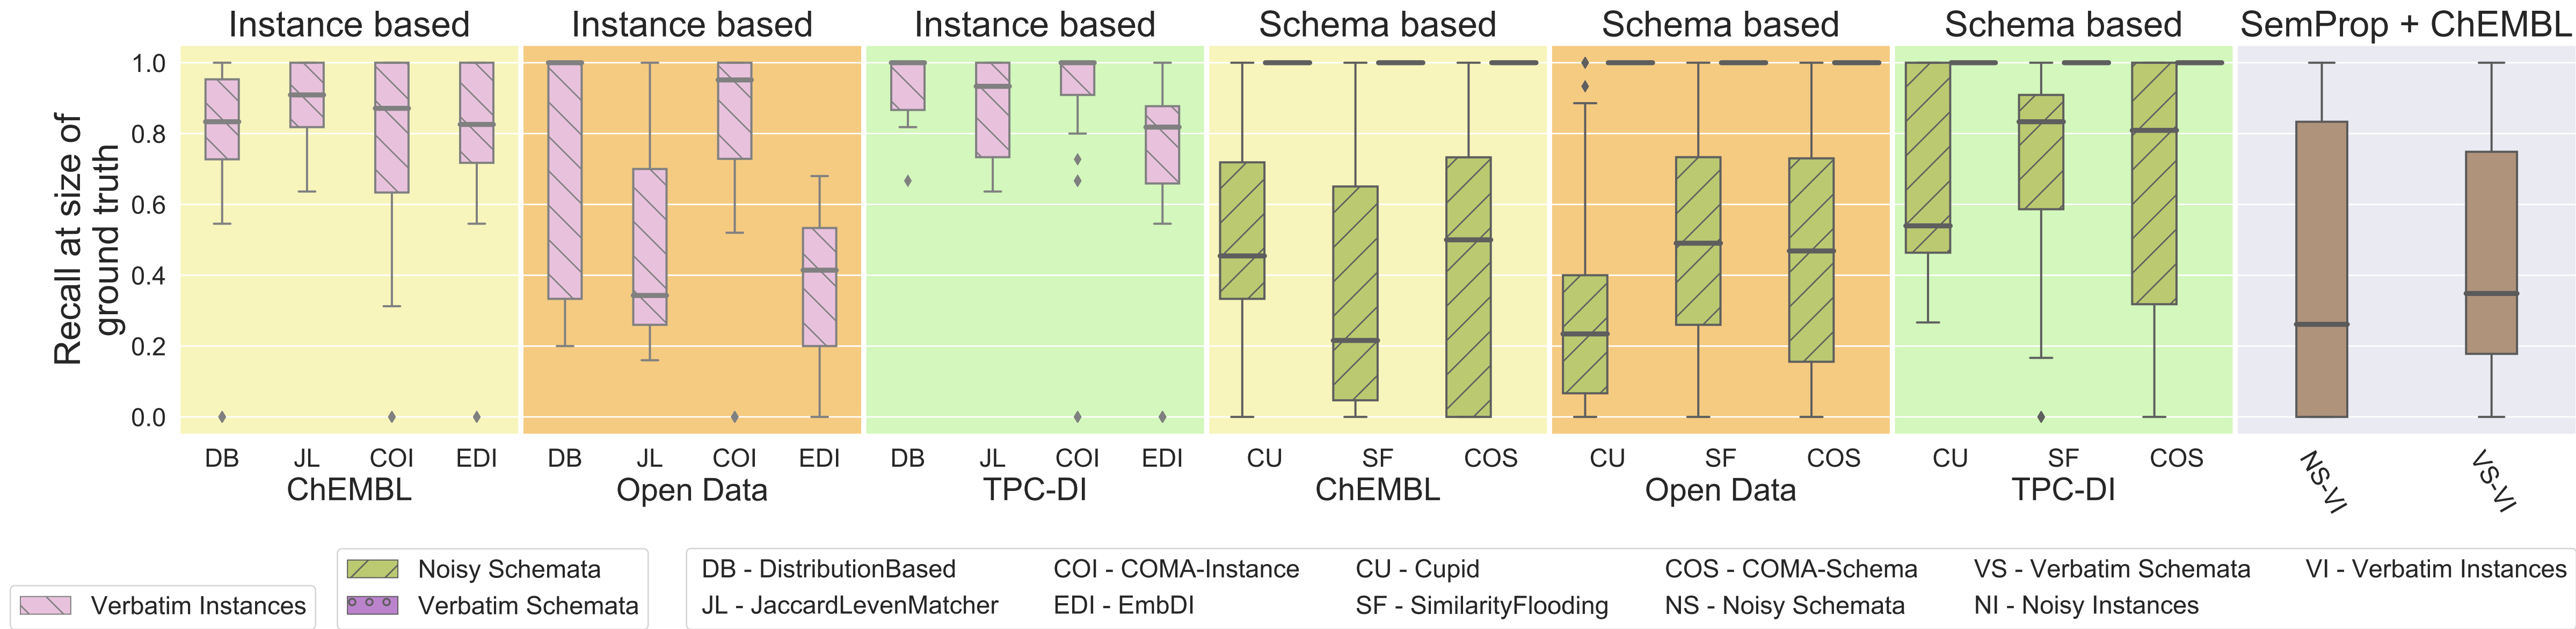 Instance based Instance based Instance based Schema based Schema based Schema based SemProp + ChEMBL
Recall at size of
ground truth
1.0
0.8
0.6
0.4
0.2
0.0
DB JL COI EDI DB JL COI EDI DB JL COI EDI CU SF COS CU SF COS CU SF COS NS-VI VS-VI
ChEMBL Open Data TPC-DI ChEMBL Open Data TPC-DI
Verbatim Instances
Noisy Schemata
Verbatim Schemata
DB - DistributionBased COI - COMA-Instance CU - Cupid COS - COMA-Schema VS - Verbatim Schemata VI - Verbatim Instances
JL - JaccardLevenMatcher EDI - EmbDI SF - SimilarityFlooding NS - Noisy Schemata NI - Noisy Instances